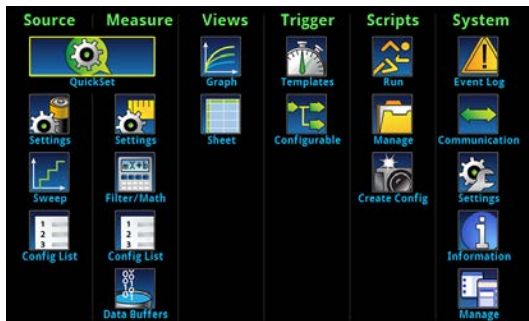 Source Measure Views Trigger Scripts System
QuickSet Graph Templates Run Event Log
Settings Settings Sheet Configurable Manage Communication
Sweep Filter/Math Create Config Settings
Config List Config List Information
Data Buffers Manage